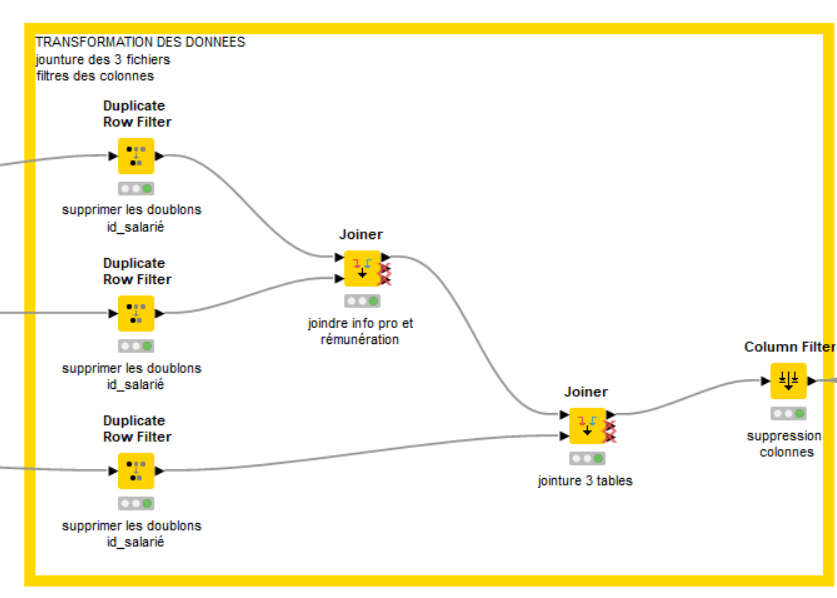 TRANSFORMATION DES DONNEES
jounture des 3 fichiers
filtres des colonnes
Duplicate
Row Filter
supprimer les doublons
id_salarié
Joiner
joindre info pro et
rémunération
Duplicate
Row Filter
supprimer les doublons
id_salarié
Joiner
jointure 3 tables
Column Filter
suppression
colonnes
Duplicate
Row Filter
supprimer les doublons
id_salarié